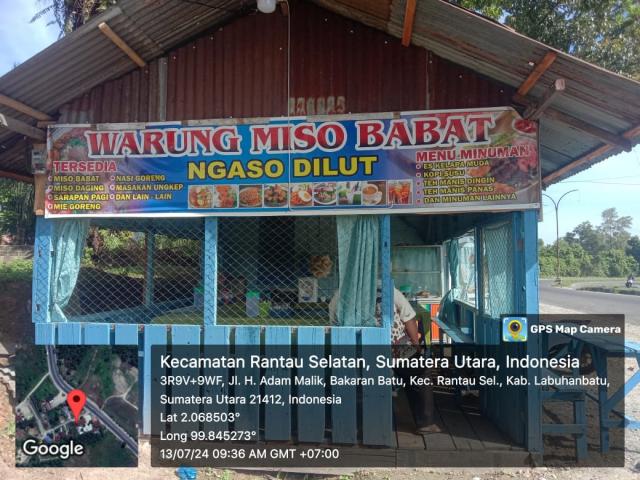 WARUNG MISO BABAT
NGASO DILUT
TERSEDIA
MISO BABAT
MISO DAGING
SARAPAN PAGI
MIE GORENG
NASI GORENG
MASAKAN UNGKEP
DAN LAIN - LAIN
MENU MINUMAN
ES KELAPA MUDA
KOPI SUSU
TEH MANIS DINGIN
TEH MANIS PANAS
DAN MINUMAN LAINNYA
GPS Map Camera
Kecamatan Rantau Selatan, Sumatera Utara, Indonesia
3R9V+9WF, Jl. H. Adam Malik, Bakaran Batu, Kec. Rantau Sel., Kab. Labuhanbatu,
Sumatera Utara 21412, Indonesia
Lat 2.068503°
Long 99.845273°
13/07/24 09:36 AM GMT +07:00
Google